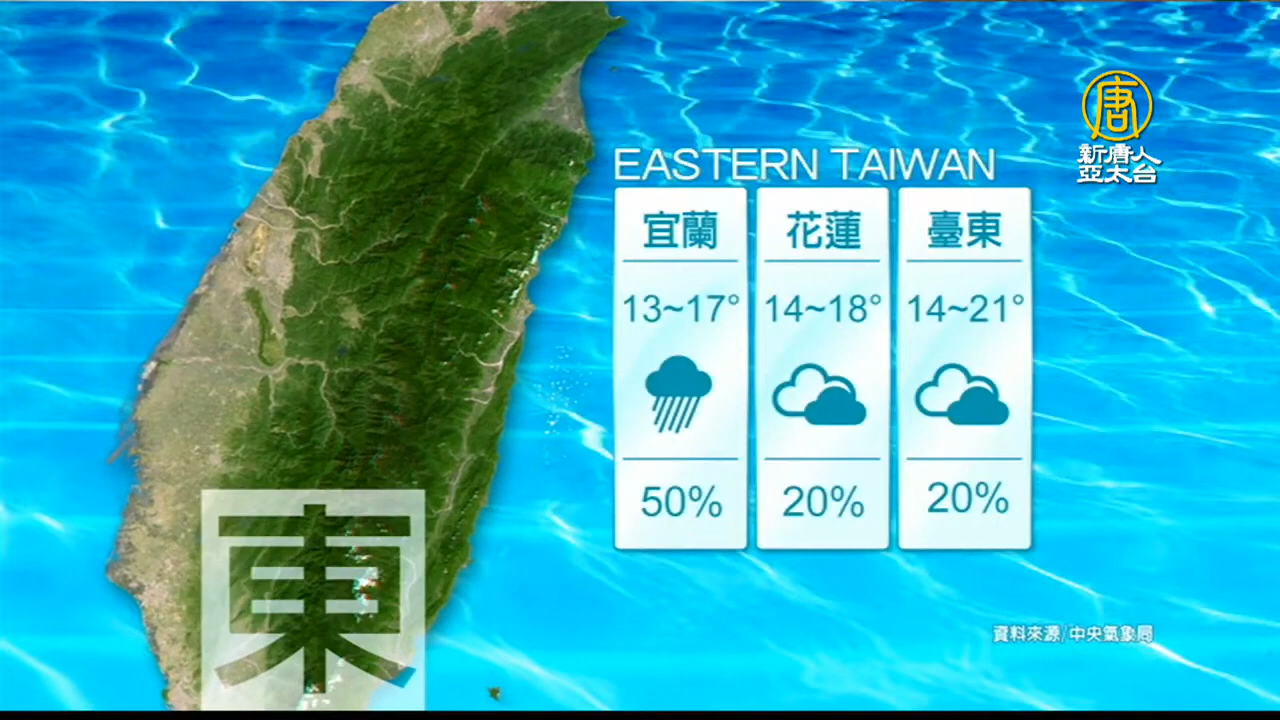 唐
新唐人
亞太台
EASTERN TAIWAN
宜蘭 花蓮 臺東
13~17° 14~18° 14~21°
50% 20% 20%
東
資料來源/中央氣象局